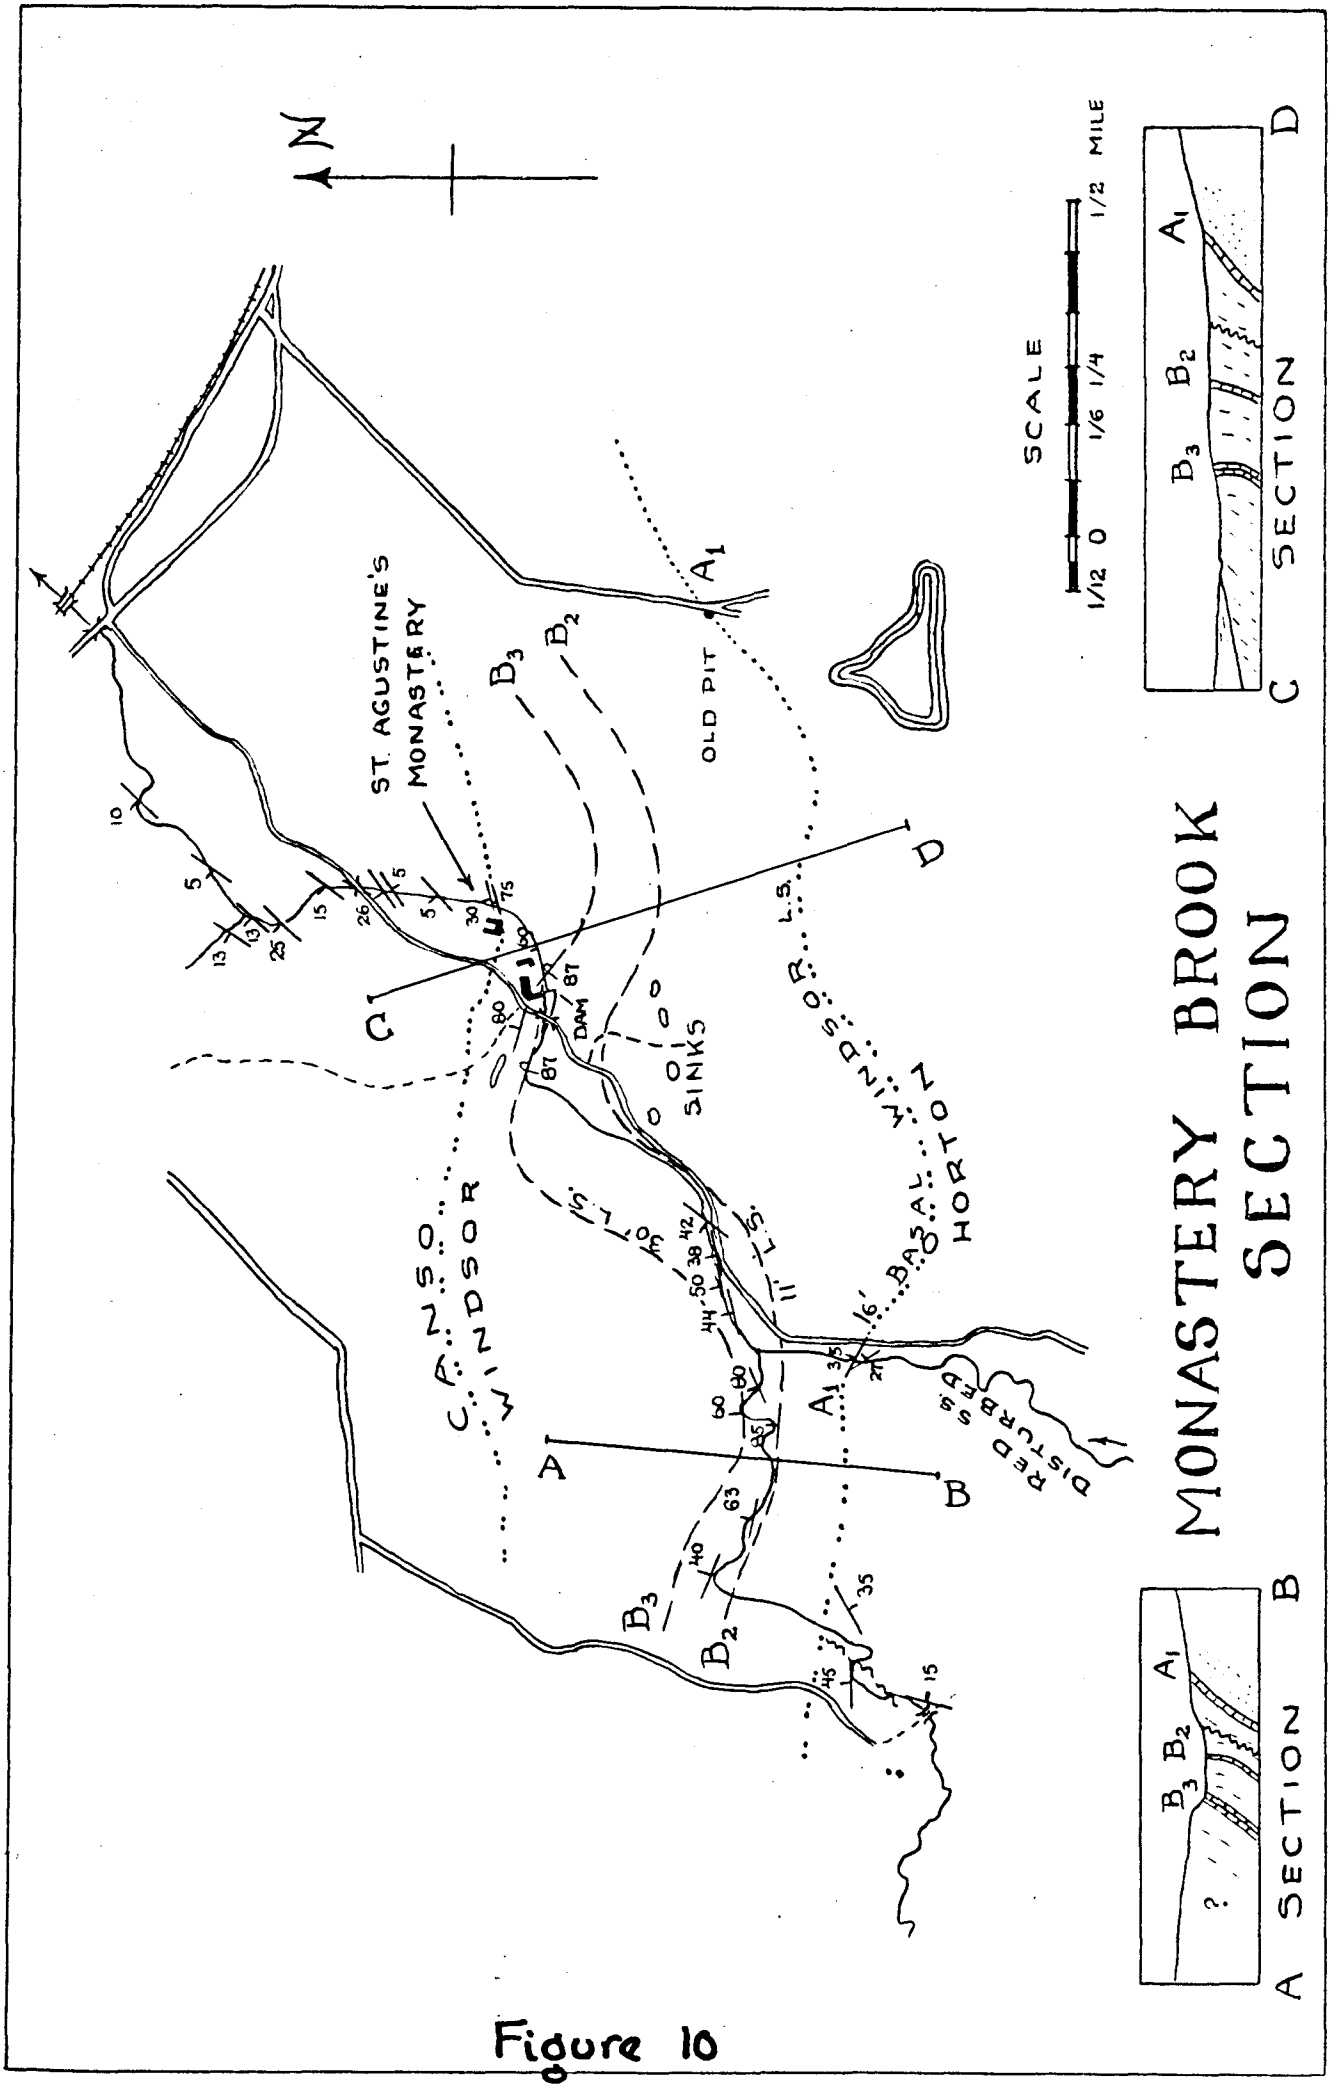 N
ST. AGUSTINE'S
MONASTERY
C
CANSO
WINDSOR
10
5
13
13
25
15
26
5
5
30
75
60
80
87
87
DAM
SINKS
B3
B2
A1
OLD PIT
30' L.S.
11' L.S.
42
38
50
44
80
60
85
63
40
B3
B2
A
B
D
A1
16'
35
27
BASAL WINDSOR L.S.
HORTON
RED SS.
DISTURBED
35
45
15
SCALE
1/12 0 1/6 1/4 1/2 MILE
MONASTERY BROOK
SECTION
B3 B2 A1
?
A SECTION B
B3 B2 A1
C SECTION D
Figure 10